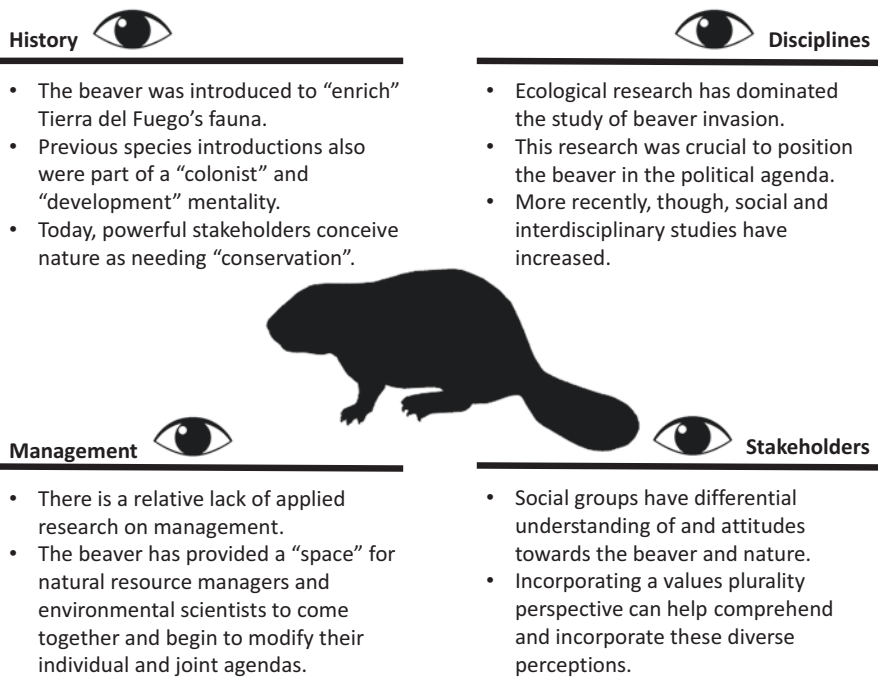 History
• The beaver was introduced to “enrich”
Tierra del Fuego’s fauna.
• Previous species introductions also
were part of a “colonist” and
“development” mentality.
• Today, powerful stakeholders conceive
nature as needing “conservation”.
Disciplines
• Ecological research has dominated
the study of beaver invasion.
• This research was crucial to position
the beaver in the political agenda.
• More recently, though, social and
interdisciplinary studies have
increased.
Management
• There is a relative lack of applied
research on management.
• The beaver has provided a “space” for
natural resource managers and
environmental scientists to come
together and begin to modify their
individual and joint agendas.
Stakeholders
• Social groups have differential
understanding of and attitudes
towards the beaver and nature.
• Incorporating a values plurality
perspective can help comprehend
and incorporate these diverse
perceptions.